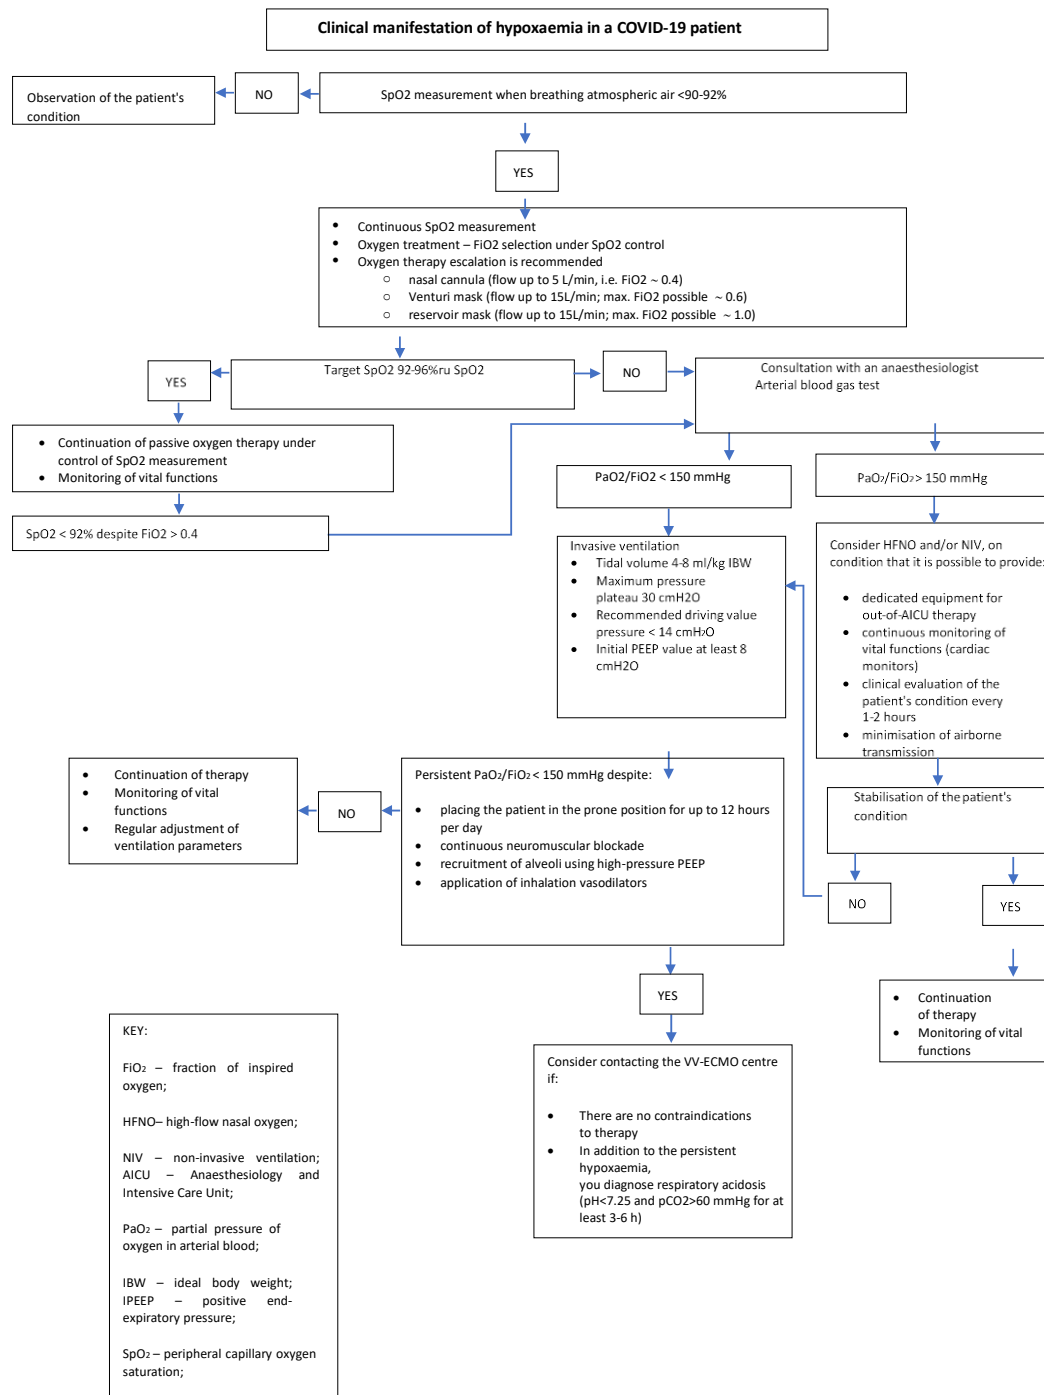 Clinical manifestation of hypoxaemia in a COVID-19 patient
Observation of the patient's
condition
NO
SpO2 measurement when breathing atmospheric air <90-92%
YES
• Continuous SpO2 measurement
• Oxygen treatment – FiO2 selection under SpO2 control
• Oxygen therapy escalation is recommended
○ nasal cannula (flow up to 5 L/min, i.e. FiO2 ~ 0.4)
○ Venturi mask (flow up to 15L/min; max. FiO2 possible ~ 0.6)
○ reservoir mask (flow up to 15L/min; max. FiO2 possible ~ 1.0)
YES
Target SpO2 92-96%ru SpO2
NO
Consultation with an anaesthesiologist
Arterial blood gas test
• Continuation of passive oxygen therapy under
control of SpO2 measurement
• Monitoring of vital functions
SpO2 < 92% despite FiO2 > 0.4
PaO2/FiO2 < 150 mmHg
PaO2/FiO2 > 150 mmHg
Invasive ventilation
• Tidal volume 4-8 ml/kg IBW
• Maximum pressure
plateau 30 cmH2O
• Recommended driving value
pressure < 14 cmH2O
• Initial PEEP value at least 8
cmH2O
Consider HFNO and/or NIV, on
condition that it is possible to provide:
• dedicated equipment for
out-of-AICU therapy
• continuous monitoring of
vital functions (cardiac
monitors)
• clinical evaluation of the
patient's condition every
1-2 hours
• minimisation of airborne
transmission
• Continuation of therapy
• Monitoring of vital
functions
• Regular adjustment of
ventilation parameters
NO
Persistent PaO2/FiO2 < 150 mmHg despite:
• placing the patient in the prone position for up to 12 hours
per day
• continuous neuromuscular blockade
• recruitment of alveoli using high-pressure PEEP
• application of inhalation vasodilators
Stabilisation of the patient's
condition
NO
YES
YES
• Continuation
of therapy
• Monitoring of vital
functions
Consider contacting the VV-ECMO centre
if:
• There are no contraindications
to therapy
• In addition to the persistent
hypoxaemia,
you diagnose respiratory acidosis
(pH<7.25 and pCO2>60 mmHg for at
least 3-6 h)
KEY:
FiO2 – fraction of inspired
oxygen;
HFNO– high-flow nasal oxygen;
NIV – non-invasive ventilation;
AICU – Anaesthesiology and
Intensive Care Unit;
PaO2 – partial pressure of
oxygen in arterial blood;
IBW – ideal body weight;
IPEEP – positive end-
expiratory pressure;
SpO2 – peripheral capillary oxygen
saturation;